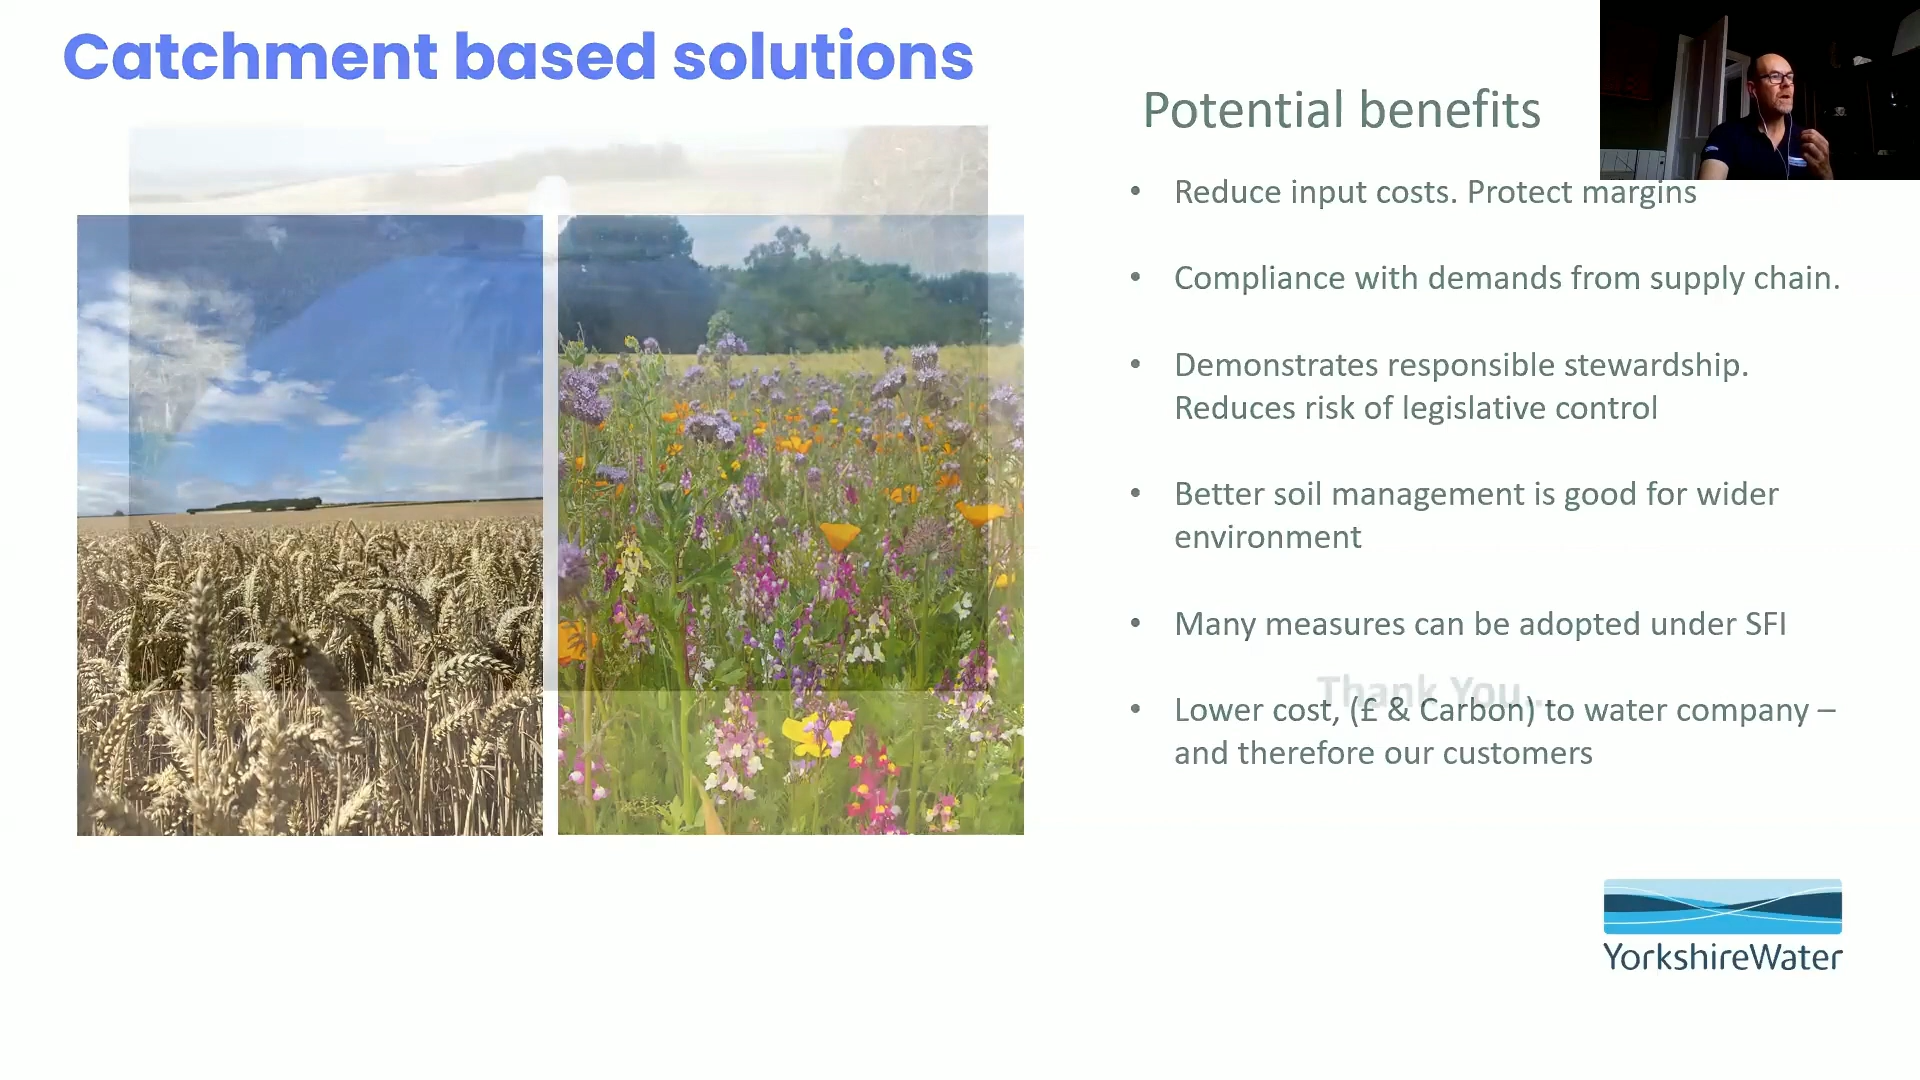 Catchment based solutions
Potential benefits
• Reduce input costs. Protect margins
• Compliance with demands from supply chain.
• Demonstrates responsible stewardship.
Reduces risk of legislative control
• Better soil management is good for wider
environment
• Many measures can be adopted under SFI
Thank You...
• Lower cost, (£ & Carbon) to water company –
and therefore our customers
YorkshireWater